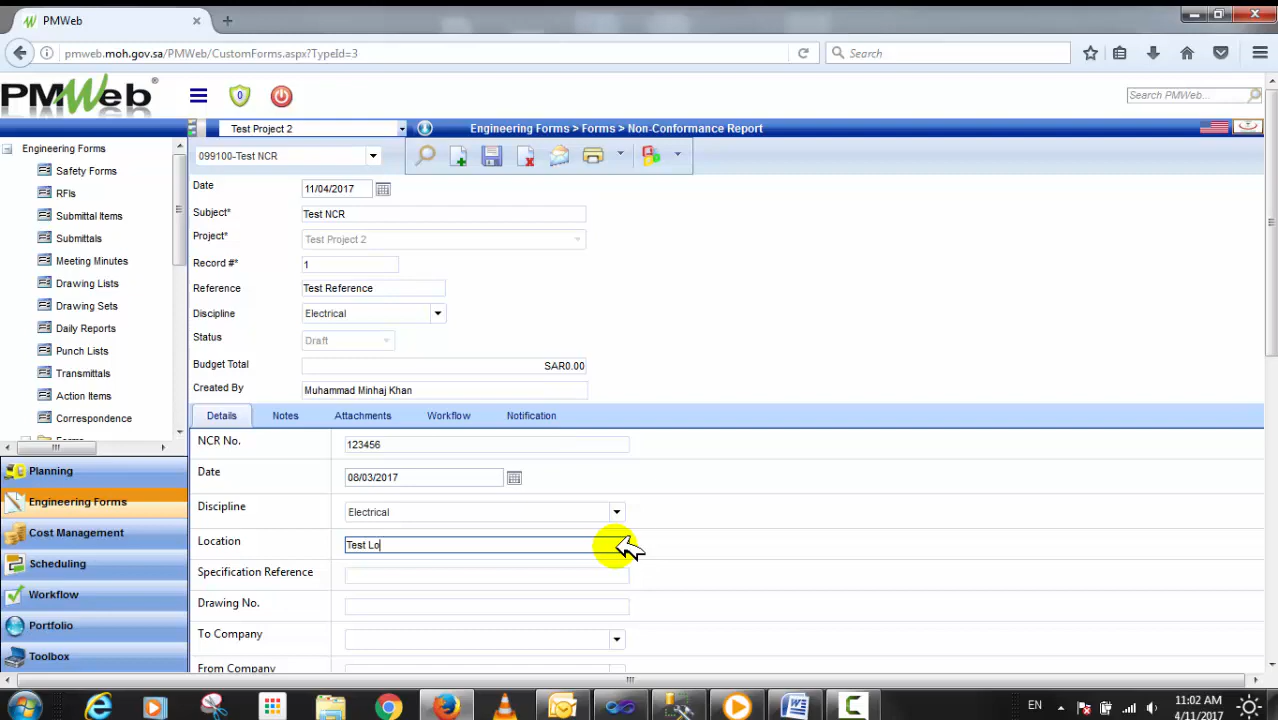 PMWeb
pmweb.moh.gov.sa/PMWeb/CustomForms.aspx?TypeId=3
Search
PMWeb®
0
Search PMWeb...
Test Project 2
Engineering Forms > Forms > Non-Conformance Report
Engineering Forms
099100-Test NCR
Safety Forms
RFIs
Submittal Items
Submittals
Meeting Minutes
Drawing Lists
Drawing Sets
Daily Reports
Punch Lists
Transmittals
Action Items
Correspondence
Forms
Date
11/04/2017
Subject*
Test NCR
Project*
Test Project 2
Record #*
1
Reference
Test Reference
Discipline
Electrical
Status
Draft
Budget Total
SAR0.00
Created By
Muhammad Minhaj Khan
Details
Notes
Attachments
Workflow
Notification
NCR No.
123456
Date
08/03/2017
Discipline
Electrical
Location
Test Lo
Specification Reference
Drawing No.
To Company
From Company
Planning
Engineering Forms
Cost Management
Scheduling
Workflow
Portfolio
Toolbox
EN
11:02 AM
4/11/2017